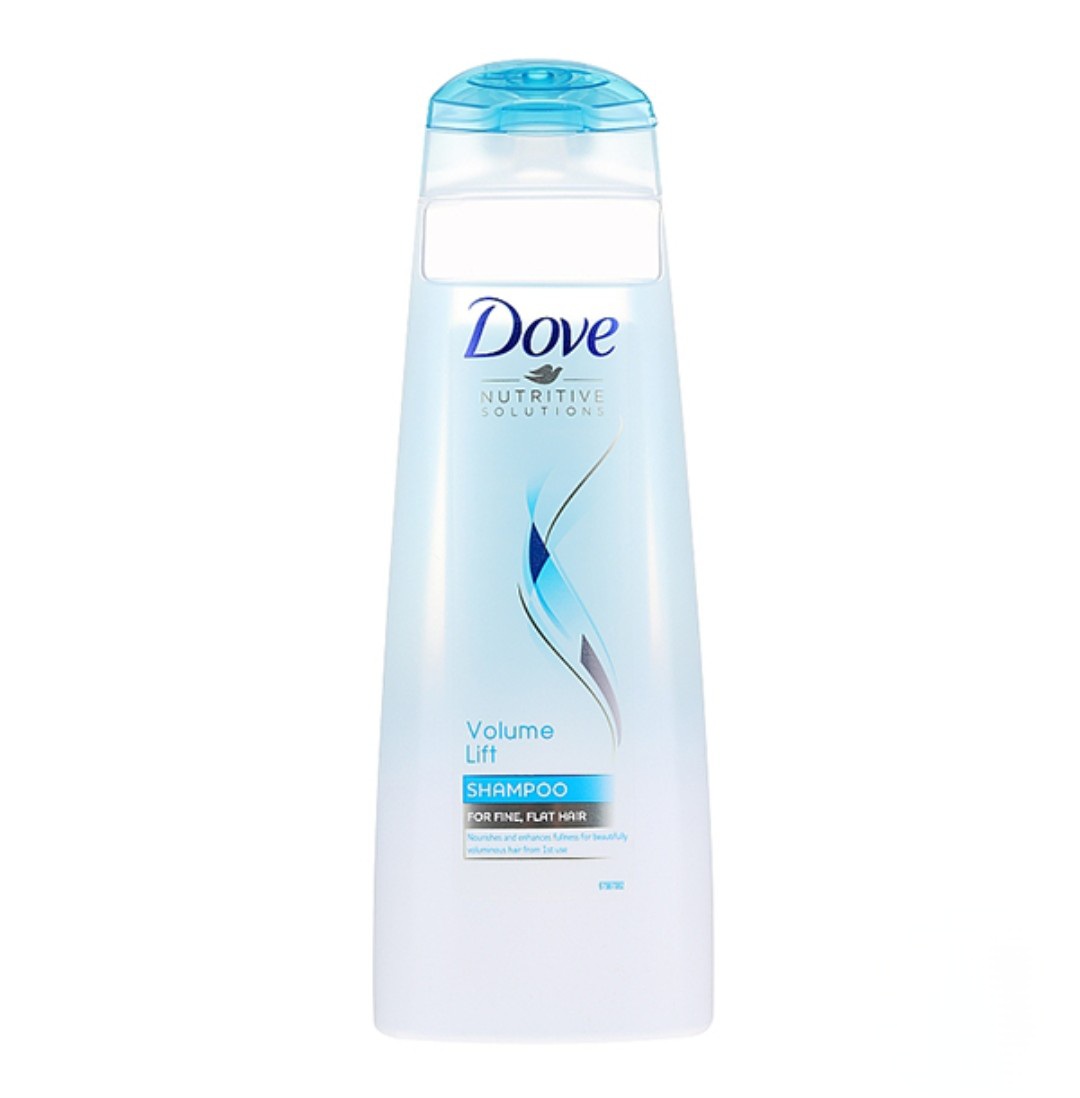 Dove
NUTRITIVE
SOLUTIONS
Volume
Lift
SHAMPOO
FOR FINE, FLAT HAIR
Nourishes and enhances fullness for beautifully
voluminous hair from 1st use